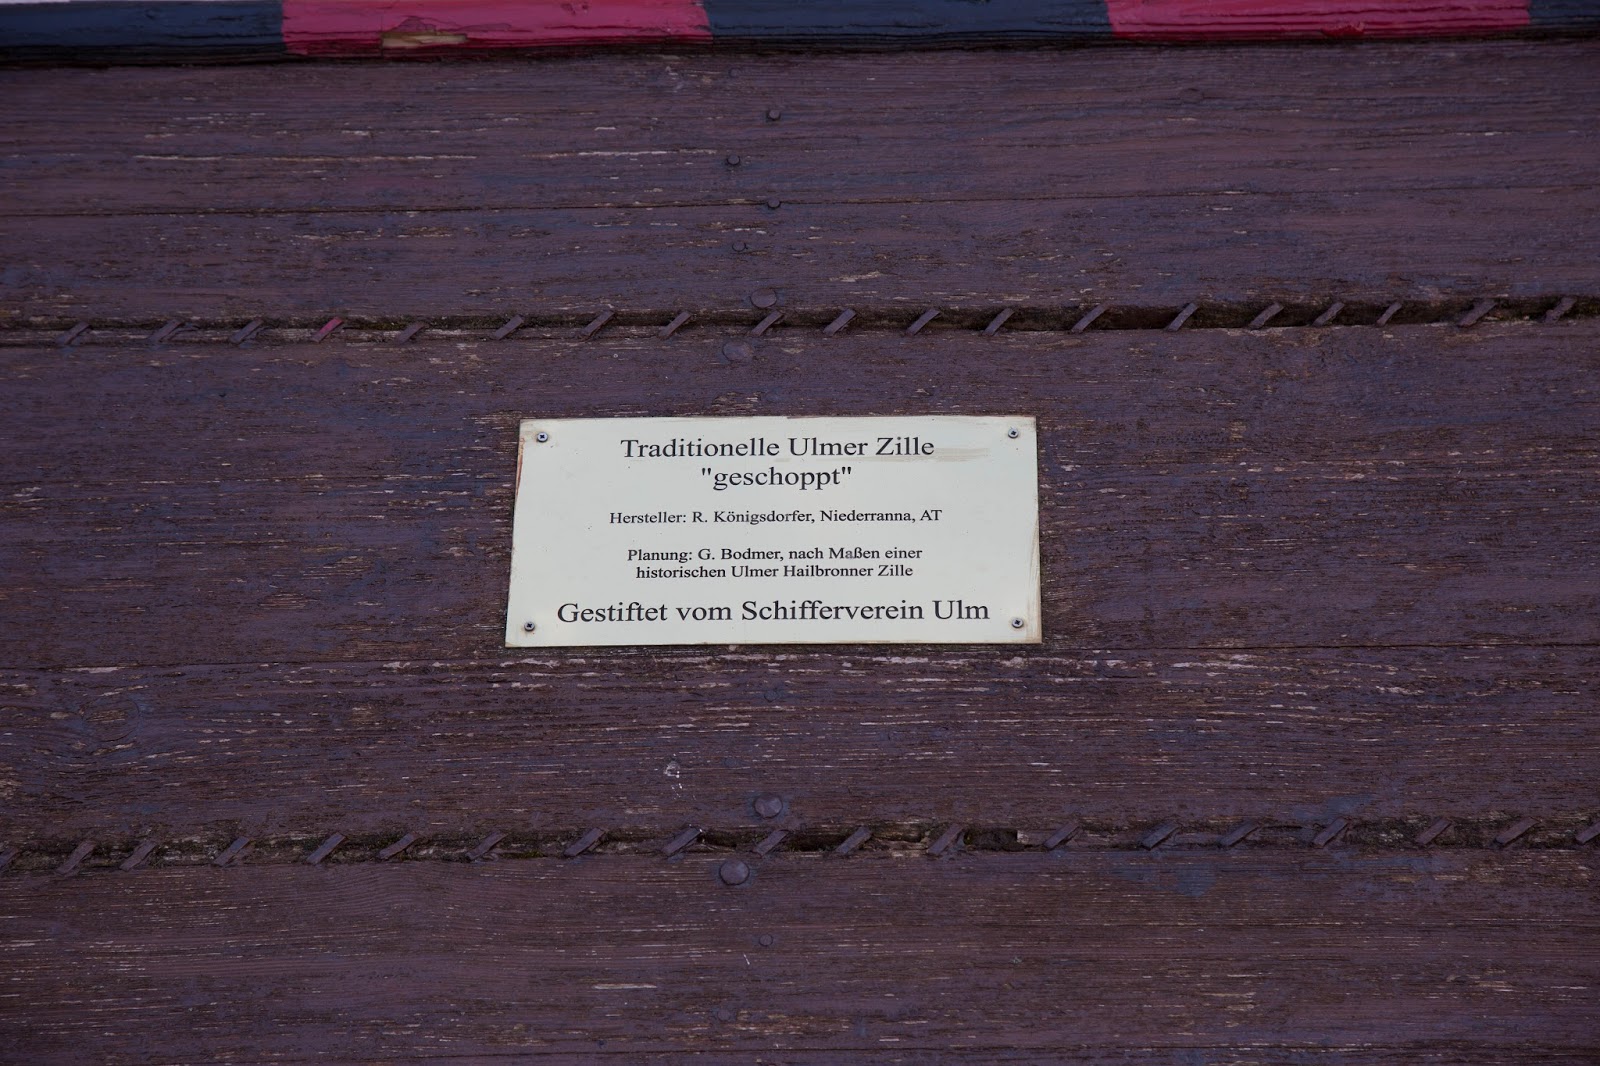 Traditionelle Ulmer Zille
"geschoppt"
Hersteller: R. Königsdorfer, Niederranna, AT
Planung: G. Bodmer, nach Maßen einer
historischen Ulmer Hailbronner Zille
Gestiftet vom Schifferverein Ulm